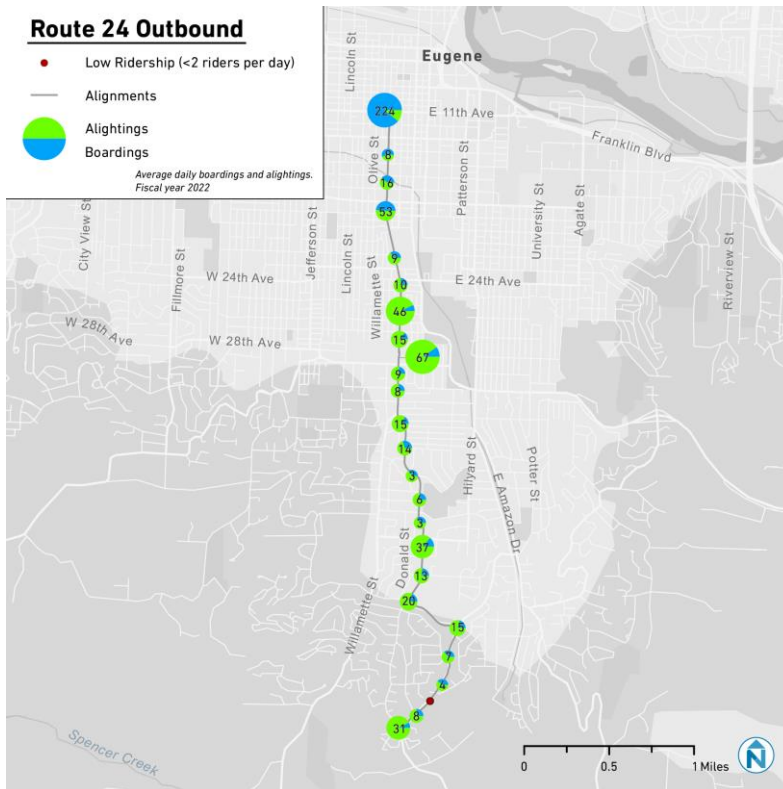 Route 24 Outbound
Low Ridership (<2 riders per day)
Alignments
Alightings
Boardings
Average daily boardings and alightings.
Fiscal year 2022
Eugene
Lincoln St
E 11th Ave
Franklin Blvd
224
Olive St
8
16
53
Patterson St
University St
Agate St
City View St
Fillmore St
Jefferson St
Lincoln St
Willamette St
Riverview St
W 24th Ave
E 24th Ave
9
10
46
W 28th Ave
W 28th Ave
15
67
9
8
15
14
Hilyard St
Potter St
E Amazon Dr
3
6
3
Donald St
37
13
20
Willamette St
15
7
4
8
31
Spencer Creek
0
0.5
1 Miles
N